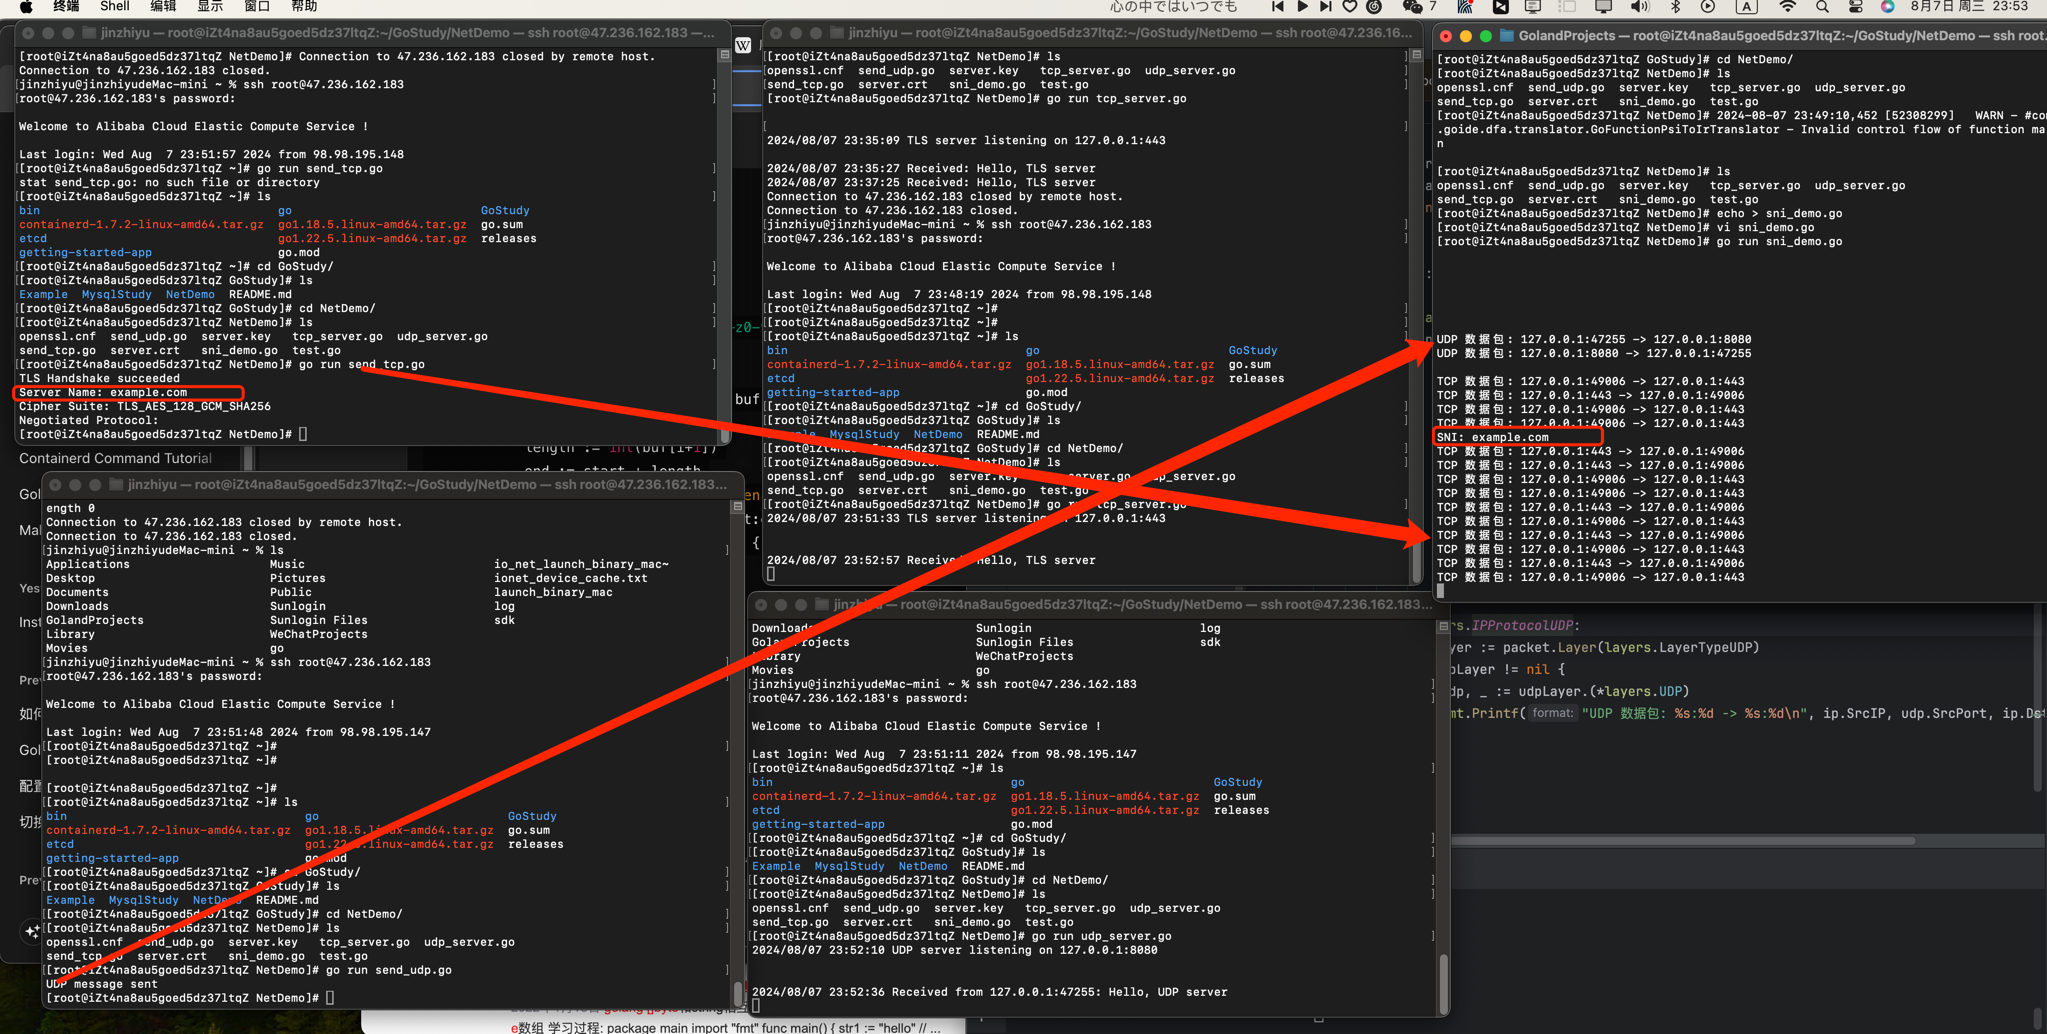 终端 Shell 编辑 显示 窗口 帮助
心の中ではいつでも 7 A 8月7日 周三 23:53
jinzhiyu — root@iZt4na8au5goed5dz37ltqZ:~/GoStudy/NetDemo — ssh root@47.236.162.183 —...
[root@iZt4na8au5goed5dz37ltqZ NetDemo]# Connection to 47.236.162.183 closed by remote host.
Connection to 47.236.162.183 closed.
jinzhiyu@jinzhiyudeMac-mini ~ % ssh root@47.236.162.183
root@47.236.162.183's password:
Welcome to Alibaba Cloud Elastic Compute Service !
Last login: Wed Aug  7 23:51:57 2024 from 98.98.195.148
[root@iZt4na8au5goed5dz37ltqZ ~]# go run send_tcp.go
stat send_tcp.go: no such file or directory
[root@iZt4na8au5goed5dz37ltqZ ~]# ls
bin go GoStudy
containerd-1.7.2-linux-amd64.tar.gz go1.18.5.linux-amd64.tar.gz go.sum
etcd go1.22.5.linux-amd64.tar.gz releases
getting-started-app go.mod
[root@iZt4na8au5goed5dz37ltqZ ~]# cd GoStudy/
[root@iZt4na8au5goed5dz37ltqZ GoStudy]# ls
Example MysqlStudy NetDemo README.md
[root@iZt4na8au5goed5dz37ltqZ GoStudy]# cd NetDemo/
[root@iZt4na8au5goed5dz37ltqZ NetDemo]# ls
openssl.cnf send_udp.go server.key tcp_server.go udp_server.go
send_tcp.go server.crt sni_demo.go test.go
[root@iZt4na8au5goed5dz37ltqZ NetDemo]# go run send_tcp.go
TLS Handshake succeeded
Server Name: example.com
Cipher Suite: TLS_AES_128_GCM_SHA256
Negotiated Protocol:
[root@iZt4na8au5goed5dz37ltqZ NetDemo]#
jinzhiyu — root@iZt4na8au5goed5dz37ltqZ:~/GoStudy/NetDemo — ssh root@47.236.16...
[root@iZt4na8au5goed5dz37ltqZ NetDemo]# ls
openssl.cnf send_udp.go server.key tcp_server.go udp_server.go
send_tcp.go server.crt sni_demo.go test.go
[root@iZt4na8au5goed5dz37ltqZ NetDemo]# go run tcp_server.go
2024/08/07 23:35:09 TLS server listening on 127.0.0.1:443
2024/08/07 23:35:27 Received: Hello, TLS server
2024/08/07 23:37:25 Received: Hello, TLS server
Connection to 47.236.162.183 closed by remote host.
Connection to 47.236.162.183 closed.
jinzhiyu@jinzhiyudeMac-mini ~ % ssh root@47.236.162.183
root@47.236.162.183's password:
Welcome to Alibaba Cloud Elastic Compute Service !
Last login: Wed Aug  7 23:48:19 2024 from 98.98.195.148
[root@iZt4na8au5goed5dz37ltqZ ~]#
[root@iZt4na8au5goed5dz37ltqZ ~]#
[root@iZt4na8au5goed5dz37ltqZ ~]# ls
bin go GoStudy
containerd-1.7.2-linux-amd64.tar.gz go1.18.5.linux-amd64.tar.gz go.sum
etcd go1.22.5.linux-amd64.tar.gz releases
getting-started-app go.mod
[root@iZt4na8au5goed5dz37ltqZ ~]# cd GoStudy/
[root@iZt4na8au5goed5dz37ltqZ GoStudy]# ls
MysqlStudy NetDemo README.md
[root@iZt4na8au5goed5dz37ltqZ GoStudy]# cd NetDemo/
[root@iZt4na8au5goed5dz37ltqZ NetDemo]# ls
openssl.cnf send_udp.go server.key udp_server.go
send_tcp.go server.crt sni_demo.go test.go
[root@iZt4na8au5goed5dz37ltqZ NetDemo]# go run tcp_server.go
2024/08/07 23:51:33 TLS server listening on 127.0.0.1:443
2024/08/07 23:52:57 Received: Hello, TLS server
GolandProjects — root@iZt4na8au5goed5dz37ltqZ:~/GoStudy/NetDemo — ssh root...
[root@iZt4na8au5goed5dz37ltqZ GoStudy]# cd NetDemo/
[root@iZt4na8au5goed5dz37ltqZ NetDemo]# ls
openssl.cnf send_udp.go server.key tcp_server.go udp_server.go
send_tcp.go server.crt sni_demo.go test.go
[root@iZt4na8au5goed5dz37ltqZ NetDemo]# 2024-08-07 23:49:10,452 [52308299]   WARN - #co
.goide.dfa.translator.GoFunctionPsiToIrTranslator - Invalid control flow of function ma
n
[root@iZt4na8au5goed5dz37ltqZ NetDemo]# ls
openssl.cnf send_udp.go server.key tcp_server.go udp_server.go
send_tcp.go server.crt sni_demo.go test.go
[root@iZt4na8au5goed5dz37ltqZ NetDemo]# echo > sni_demo.go
[root@iZt4na8au5goed5dz37ltqZ NetDemo]# vi sni_demo.go
[root@iZt4na8au5goed5dz37ltqZ NetDemo]# go run sni_demo.go
UDP 数据包: 127.0.0.1:47255 -> 127.0.0.1:8080
UDP 数据包: 127.0.0.1:8080 -> 127.0.0.1:47255
TCP 数据包: 127.0.0.1:49006 -> 127.0.0.1:443
TCP 数据包: 127.0.0.1:443 -> 127.0.0.1:49006
TCP 数据包: 127.0.0.1:49006 -> 127.0.0.1:443
TCP 数据包: 127.0.0.1:49006 -> 127.0.0.1:443
SNI: example.com
TCP 数据包: 127.0.0.1:443 -> 127.0.0.1:49006
TCP 数据包: 127.0.0.1:443 -> 127.0.0.1:49006
TCP 数据包: 127.0.0.1:49006 -> 127.0.0.1:443
TCP 数据包: 127.0.0.1:49006 -> 127.0.0.1:443
TCP 数据包: 127.0.0.1:443 -> 127.0.0.1:49006
TCP 数据包: 127.0.0.1:49006 -> 127.0.0.1:443
TCP 数据包: 127.0.0.1:443 -> 127.0.0.1:49006
TCP 数据包: 127.0.0.1:49006 -> 127.0.0.1:443
TCP 数据包: 127.0.0.1:443 -> 127.0.0.1:49006
TCP 数据包: 127.0.0.1:49006 -> 127.0.0.1:443
Containerd Command Tutorial
jinzhiyu — root@iZt4na8au5goed5dz37ltqZ:~/GoStudy/NetDemo — ssh root@47.236.162.183...
ength 0
Connection to 47.236.162.183 closed by remote host.
Connection to 47.236.162.183 closed.
jinzhiyu@jinzhiyudeMac-mini ~ % ls
Applications Music io_net_launch_binary_mac~
Desktop Pictures ionet_device_cache.txt
Documents Public launch_binary_mac
Downloads Sunlogin log
GolandProjects Sunlogin Files sdk
Library WeChatProjects
Movies go
jinzhiyu@jinzhiyudeMac-mini ~ % ssh root@47.236.162.183
root@47.236.162.183's password:
Welcome to Alibaba Cloud Elastic Compute Service !
Last login: Wed Aug  7 23:51:48 2024 from 98.98.195.147
[root@iZt4na8au5goed5dz37ltqZ ~]#
[root@iZt4na8au5goed5dz37ltqZ ~]#
[root@iZt4na8au5goed5dz37ltqZ ~]#
[root@iZt4na8au5goed5dz37ltqZ ~]# ls
bin go GoStudy
containerd-1.7.2-linux-amd64.tar.gz go1.18.5.linux-amd64.tar.gz go.sum
etcd go1.22.5.linux-amd64.tar.gz releases
getting-started-app go.mod
[root@iZt4na8au5goed5dz37ltqZ ~]# cd GoStudy/
[root@iZt4na8au5goed5dz37ltqZ GoStudy]# ls
Example MysqlStudy NetDemo README.md
[root@iZt4na8au5goed5dz37ltqZ GoStudy]# cd NetDemo/
[root@iZt4na8au5goed5dz37ltqZ NetDemo]# ls
openssl.cnf send_udp.go server.key tcp_server.go udp_server.go
send_tcp.go server.crt sni_demo.go test.go
[root@iZt4na8au5goed5dz37ltqZ NetDemo]# go run send_udp.go
UDP message sent
[root@iZt4na8au5goed5dz37ltqZ NetDemo]#
jinzhiyu — root@iZt4na8au5goed5dz37ltqZ:~/GoStudy/NetDemo — ssh root@47.236.162.183...
Downloads Sunlogin log
GolandProjects Sunlogin Files sdk
Library WeChatProjects
Movies go
jinzhiyu@jinzhiyudeMac-mini ~ % ssh root@47.236.162.183
root@47.236.162.183's password:
Welcome to Alibaba Cloud Elastic Compute Service !
Last login: Wed Aug  7 23:51:11 2024 from 98.98.195.147
[root@iZt4na8au5goed5dz37ltqZ ~]# ls
bin go GoStudy
containerd-1.7.2-linux-amd64.tar.gz go1.18.5.linux-amd64.tar.gz go.sum
etcd go1.22.5.linux-amd64.tar.gz releases
getting-started-app go.mod
[root@iZt4na8au5goed5dz37ltqZ ~]# cd GoStudy/
[root@iZt4na8au5goed5dz37ltqZ GoStudy]# ls
Example MysqlStudy NetDemo README.md
[root@iZt4na8au5goed5dz37ltqZ GoStudy]# cd NetDemo/
[root@iZt4na8au5goed5dz37ltqZ NetDemo]# ls
openssl.cnf send_udp.go server.key tcp_server.go udp_server.go
send_tcp.go server.crt sni_demo.go test.go
[root@iZt4na8au5goed5dz37ltqZ NetDemo]# go run udp_server.go
2024/08/07 23:52:10 UDP server listening on 127.0.0.1:8080
2024/08/07 23:52:36 Received from 127.0.0.1:47255: Hello, UDP server
rs.IPProtocolUDP:
yer := packet.Layer(layers.LayerTypeUDP)
pLayer != nil {
dp, _ := udpLayer.(*layers.UDP)
mt.Printf( format: "UDP 数据包: %s:%d -> %s:%d\n", ip.SrcIP, udp.SrcPort, ip.Ds
e数组 学习过程: package main import "fmt" func main() { str1 := "hello" // ...